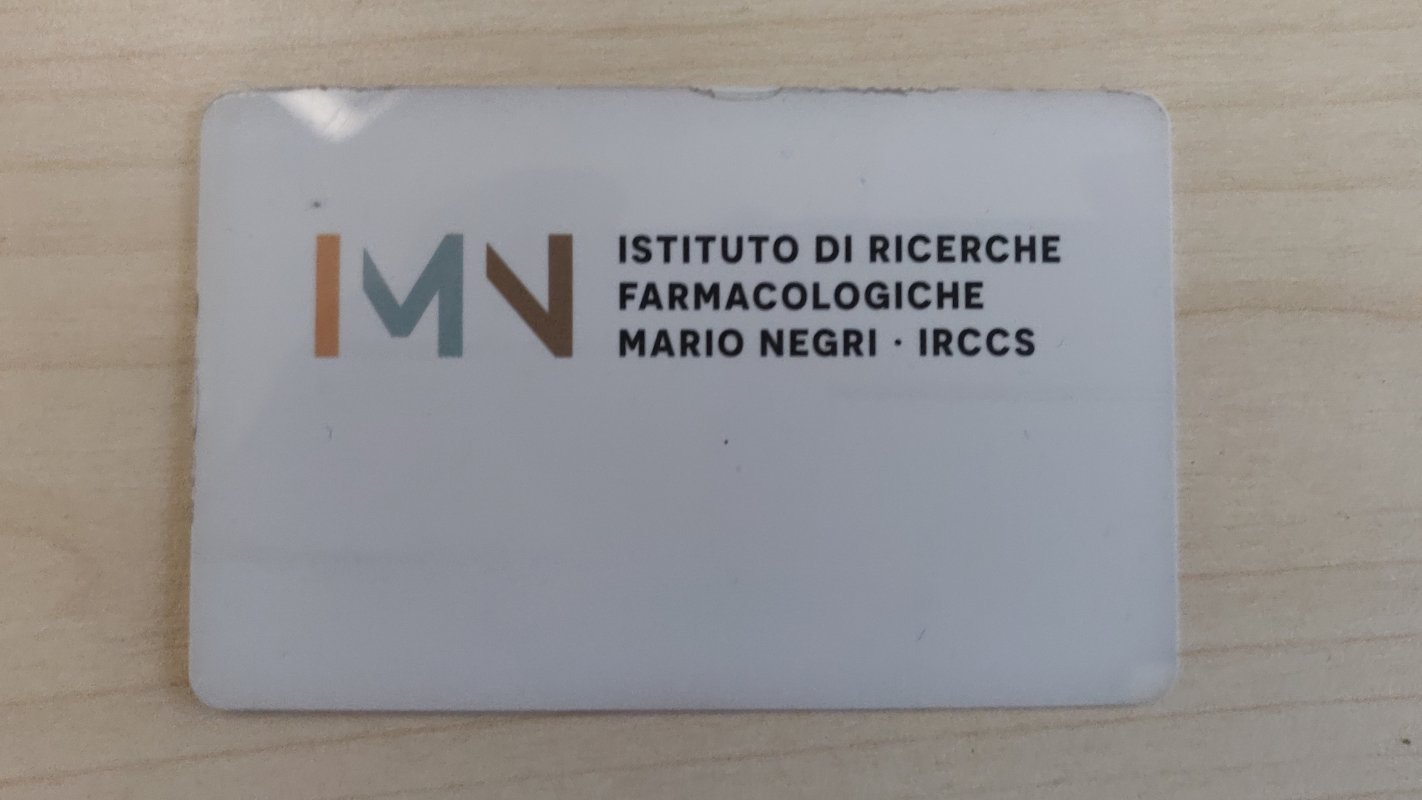 IMN
ISTITUTO DI RICERCHE
FARMACOLOGICHE
MARIO NEGRI · IRCCS